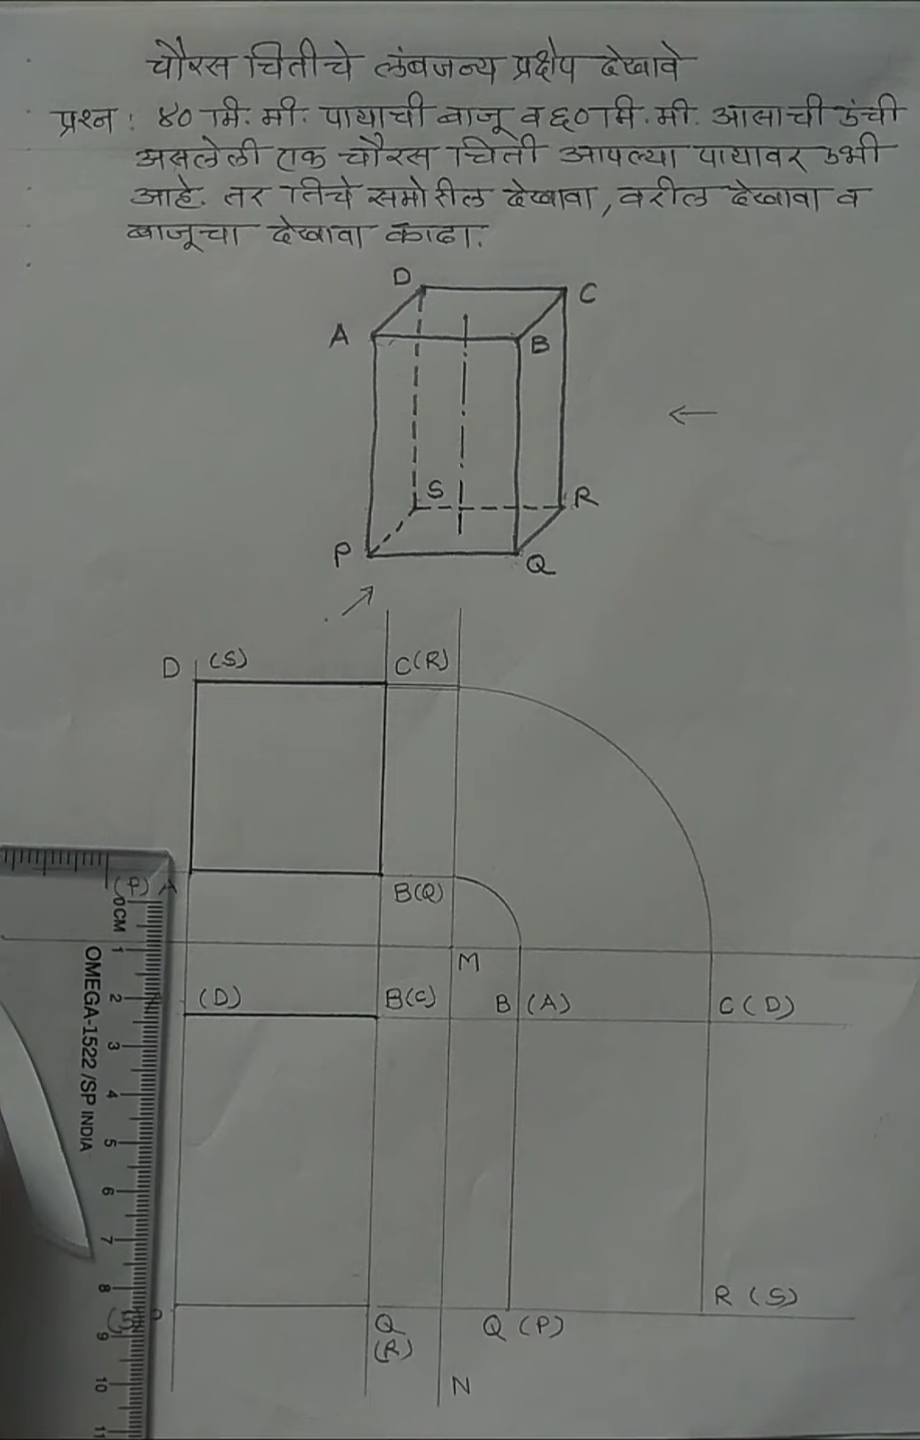 चौरस चितीचे लंबजन्य प्रक्षेप देखावे
प्रश्न : ४० मि. मी. पायाची बाजू व ६० मि. मी. आसाची उंची
असलेली एक चौरस चिती आपल्या पायावर उभी
आहे. तर तिचे समोरील देखावा, वरील देखावा व
बाजूचा देखावा काढा.
D
C
A
B
S
R
P
Q
D (S)
C(R)
(P) A
B(Q)
M
(D)
B(C)
B (A)
C (D)
P
Q
(R)
Q (P)
R (S)
N
0CM 1 2 3 4 5 6 7 8 9 10 11
OMEGA-1522 /SP INDIA